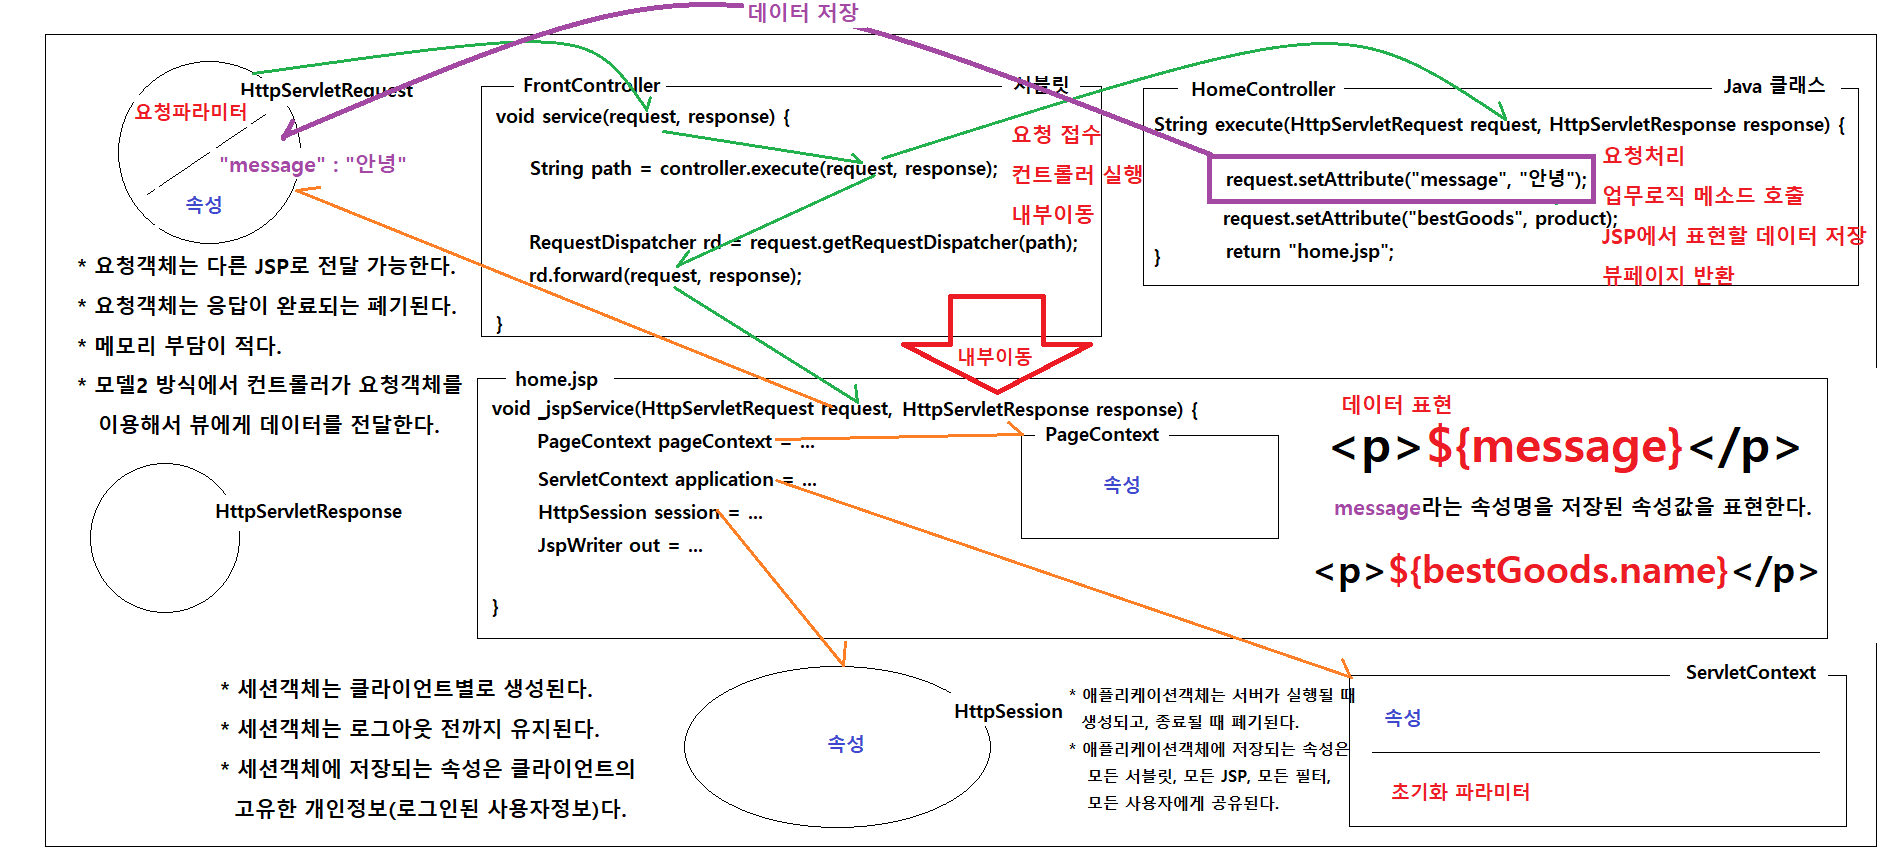 데이터 저장
HttpServletRequest
요청파라미터
"message" : "안녕"
속성
* 요청객체는 다른 JSP로 전달 가능한다.
* 요청객체는 응답이 완료되는 폐기된다.
* 메모리 부담이 적다.
* 모델2 방식에서 컨트롤러가 요청객체를
이용해서 뷰에게 데이터를 전달한다.
HttpServletResponse
FrontController
서블릿
void service(request, response) {
String path = controller.execute(request, response);
RequestDispatcher rd = request.getRequestDispatcher(path);
rd.forward(request, response);
}
요청 접수
컨트롤러 실행
내부이동
HomeController
Java 클래스
String execute(HttpServletRequest request, HttpServletResponse response) {
request.setAttribute("message", "안녕");
request.setAttribute("bestGoods", product);
return "home.jsp";
}
요청처리
업무로직 메소드 호출
JSP에서 표현할 데이터 저장
뷰페이지 반환
내부이동
home.jsp
void _jspService(HttpServletRequest request, HttpServletResponse response) {
PageContext pageContext = ...
ServletContext application = ...
HttpSession session = ...
JspWriter out = ...
}
PageContext
속성
데이터 표현
<p>${message}</p>
message라는 속성명을 저장된 속성값을 표현한다.
<p>${bestGoods.name}</p>
* 세션객체는 클라이언트별로 생성된다.
* 세션객체는 로그아웃 전까지 유지된다.
* 세션객체에 저장되는 속성은 클라이언트의
고유한 개인정보(로그인된 사용자정보)다.
HttpSession
속성
* 애플리케이션객체는 서버가 실행될 때
생성되고, 종료될 때 폐기된다.
* 애플리케이션객체에 저장되는 속성은
모든 서블릿, 모든 JSP, 모든 필터,
모든 사용자에게 공유된다.
ServletContext
속성
초기화 파라미터